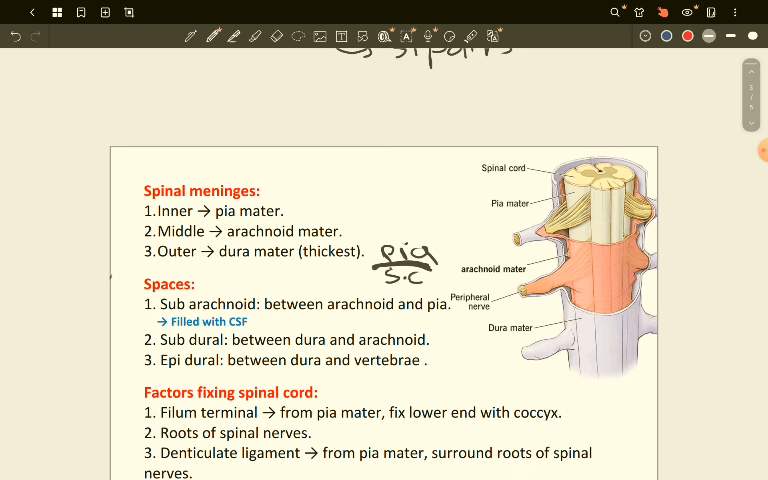 Spinal meninges:
1.Inner → pia mater.
2.Middle → arachnoid mater.
3.Outer → dura mater (thickest).
pia
S.C
Spaces:
1. Sub arachnoid: between arachnoid and pia.
→ Filled with CSF
2. Sub dural: between dura and arachnoid.
3. Epi dural: between dura and vertebrae .
Factors fixing spinal cord:
1. Filum terminal → from pia mater, fix lower end with coccyx.
2. Roots of spinal nerves.
3. Denticulate ligament → from pia mater, surround roots of spinal
nerves.
Spinal cord
Pia mater
arachnoid mater
Peripheral
nerve
Dura mater
3
/
5